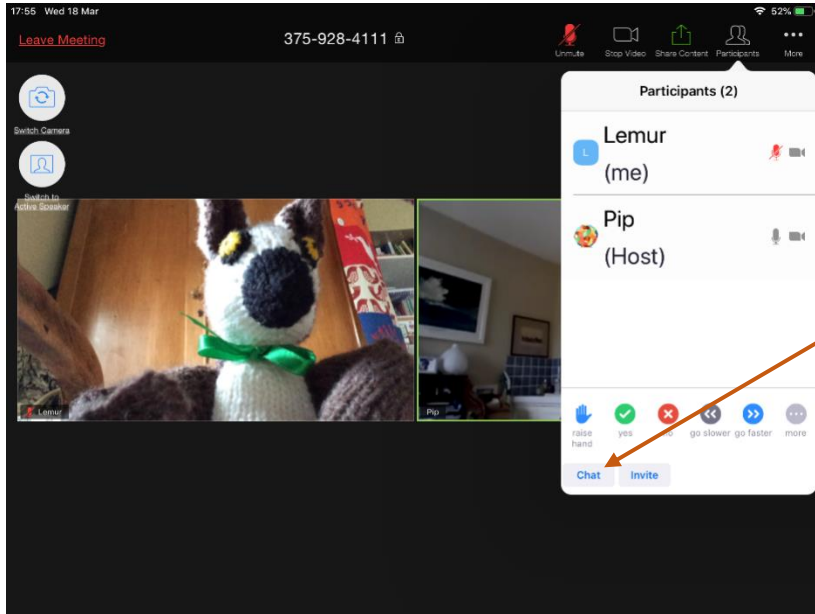 17:55 Wed 18 Mar
52%
Leave Meeting
375-928-4111
Unmute
Stop Video
Share Content
Participants
More
Switch Camera
Switch to
Active Speaker
Participants (2)
L
Lemur
(me)
Pip
(Host)
Lemur
Pip
raise
hand
yes
no
go slower
go faster
more
Chat
Invite